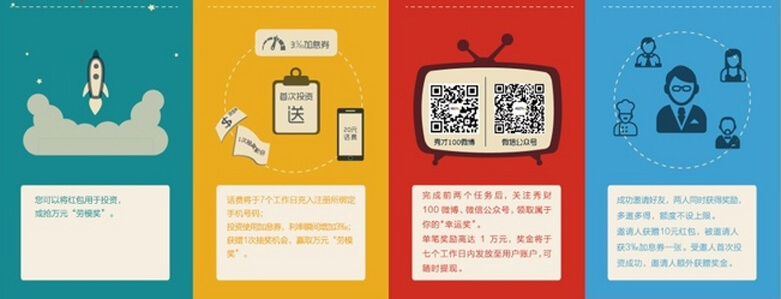 您可以将红包用于投资,
或抢万元“劳模奖”。
3‰加息券
首次投资
送
$
1次抽奖机会
20元
话费
话费将于7个工作日充入注册所绑定
手机号码;
投资使用加息券,利率瞬间增加3‰;
获赠1次抽奖机会,赢取万元“劳模
奖”。
秀才100微博
微信公众号
完成前两个任务后,关注秀财
100 微博、微信公众号,领取属于
你的“幸运奖”。
单笔奖励高达 1 万元,奖金将于
七个工作日内发放至用户账户,可
随时提现。
成功邀请好友,两人同时获得奖励,
多邀多得,额度不设上限。
邀请人获赠10元红包,被邀请人
获3‰加息券一张。受邀人首次投
资成功,邀请人额外获赠奖金。